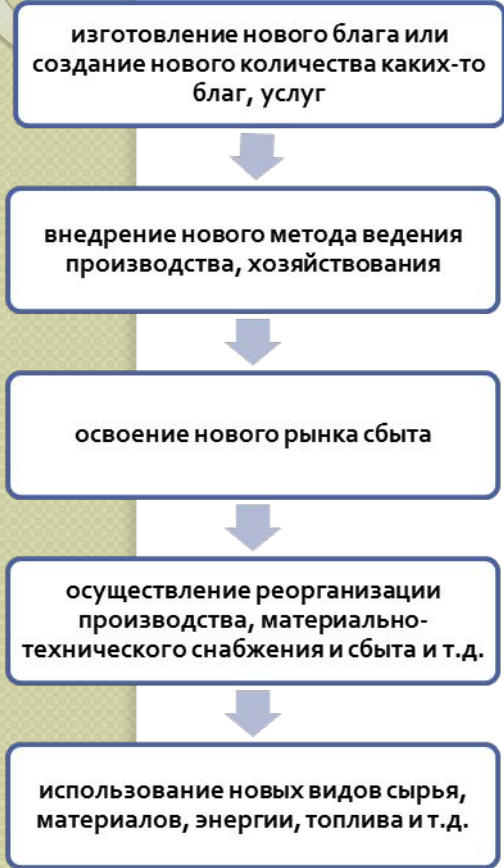 изготовление нового блага или
создание нового количества каких-то
благ, услуг
внедрение нового метода ведения
производства, хозяйствования
освоение нового рынка сбыта
осуществление реорганизации
производства, материально-
технического снабжения и сбыта и т.д.
использование новых видов сырья,
материалов, энергии, топлива и т.д.